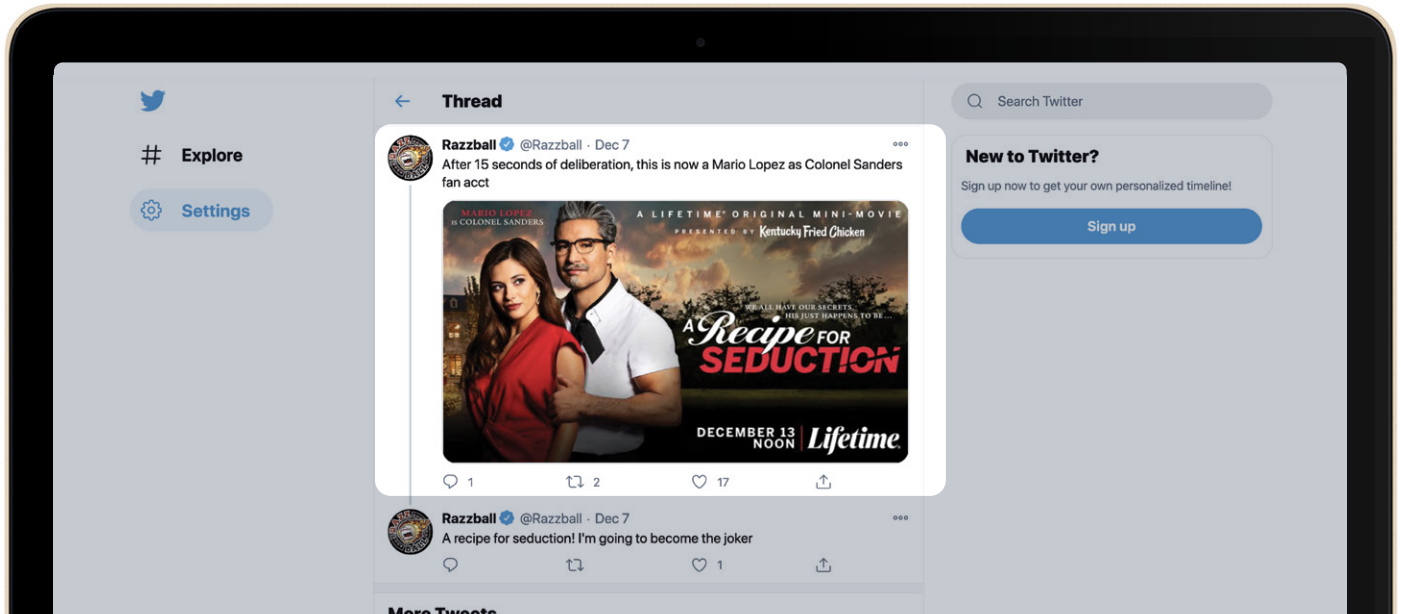 Explore
Settings
Thread
Razzball @Razzball · Dec 7
After 15 seconds of deliberation, this is now a Mario Lopez as Colonel Sanders
fan acct
MARIO LOPEZ
IS COLONEL SANDERS
A LIFETIME® ORIGINAL MINI-MOVIE
PRESENTED BY Kentucky Fried Chicken
WE ALL HAVE OUR SECRETS,
HIS JUST HAPPENS TO BE...
A Recipe FOR
SEDUCTION
DECEMBER 13
NOON
Lifetime
1 2 17
Razzball @Razzball · Dec 7
A recipe for seduction! I'm going to become the joker
1
More Tweets
Search Twitter
New to Twitter?
Sign up now to get your own personalized timeline!
Sign up